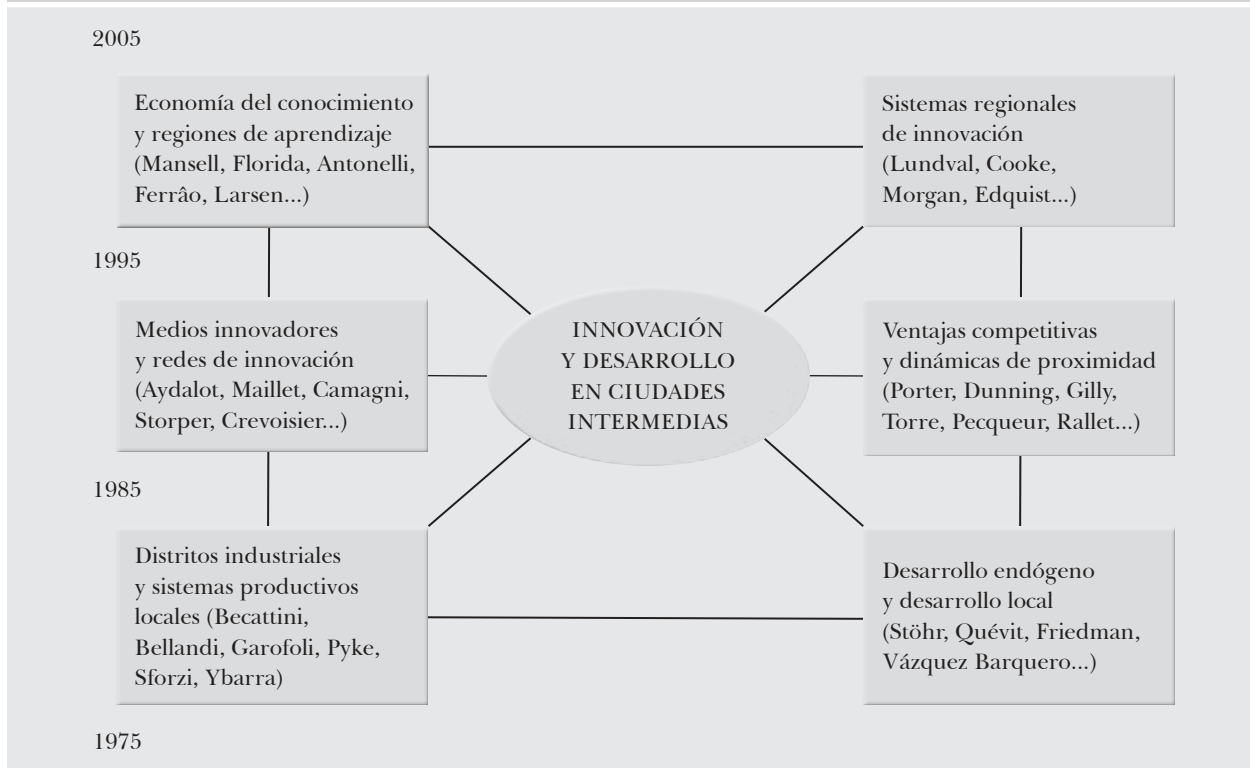 2005
Economía del conocimiento
y regiones de aprendizaje
(Mansell, Florida, Antonelli,
Ferrâo, Larsen...)
Sistemas regionales
de innovación
(Lundval, Cooke,
Morgan, Edquist...)
1995
Medios innovadores
y redes de innovación
(Aydalot, Maillet, Camagni,
Storper, Crevoisier...)
INNOVACIÓN
Y DESARROLLO
EN CIUDADES
INTERMEDIAS
Ventajas competitivas
y dinámicas de proximidad
(Porter, Dunning, Gilly,
Torre, Pecqueur, Rallet...)
1985
Distritos industriales
y sistemas productivos
locales (Becattini,
Bellandi, Garofoli, Pyke,
Sforzi, Ybarra)
Desarrollo endógeno
y desarrollo local
(Stöhr, Quévit, Friedman,
Vázquez Barquero...)
1975